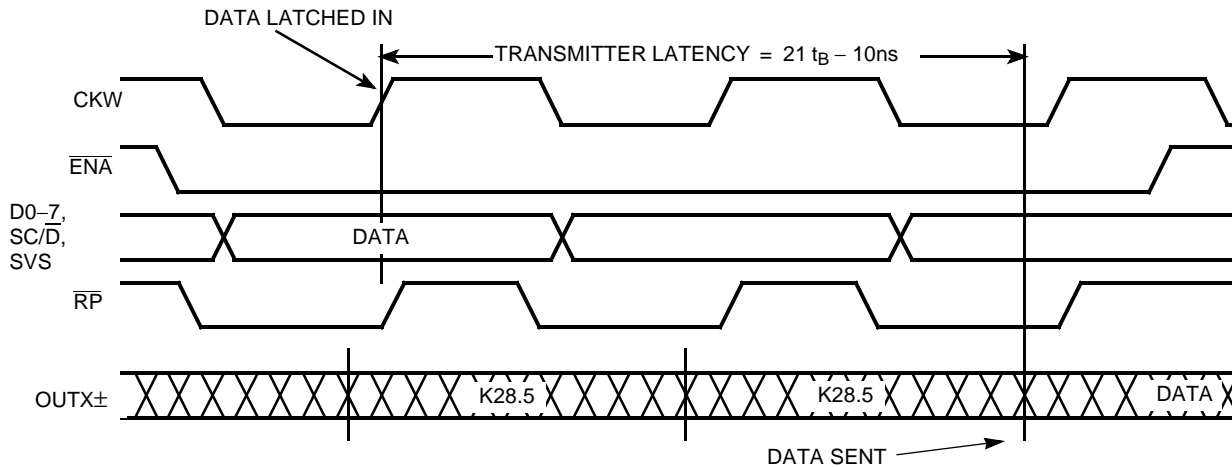 DATA LATCHED IN
TRANSMITTER LATENCY = 21 tB – 10ns
CKW
ENA
D0–7,
SC/D,
SVS
DATA
RP
OUTX±
K28.5
K28.5
DATA
DATA SENT